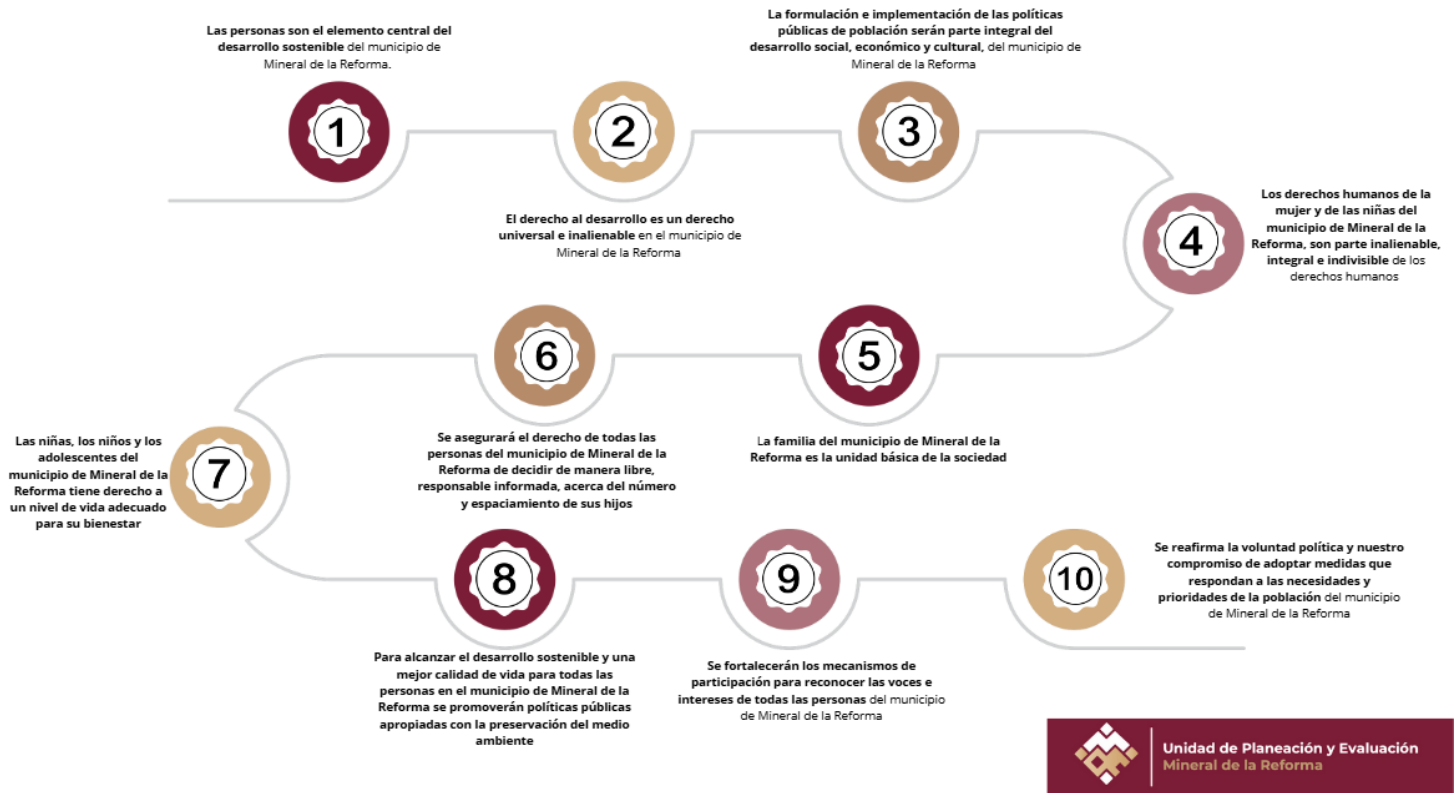 Las personas son el elemento central del
desarrollo sostenible del municipio de
Mineral de la Reforma.
1
2
El derecho al desarrollo es un derecho
universal e inalienable en el municipio de
Mineral de la Reforma
La formulación e implementación de las políticas
públicas de población serán parte integral del
desarrollo social, económico y cultural, del municipio de
Mineral de la Reforma
3
4
Los derechos humanos de la
mujer y de las niñas del
municipio de Mineral de la
Reforma, son parte inalienable,
integral e indivisible de los
derechos humanos
5
La familia del municipio de Mineral de la
Reforma es la unidad básica de la sociedad
6
Se asegurará el derecho de todas las
personas del municipio de Mineral de la
Reforma de decidir de manera libre,
responsable informada, acerca del número
y espaciamiento de sus hijos
7
Las niñas, los niños y los
adolescentes del
municipio de Mineral de la
Reforma tiene derecho a
un nivel de vida adecuado
para su bienestar
8
Para alcanzar el desarrollo sostenible y una
mejor calidad de vida para todas las
personas en el municipio de Mineral de la
Reforma se promoverán políticas públicas
apropiadas con la preservación del medio
ambiente
9
Se fortalecerán los mecanismos de
participación para reconocer las voces e
intereses de todas las personas del municipio
de Mineral de la Reforma
10
Se reafirma la voluntad política y nuestro
compromiso de adoptar medidas que
respondan a las necesidades y
prioridades de la población del municipio
de Mineral de la Reforma
Unidad de Planeación y Evaluación
Mineral de la Reforma